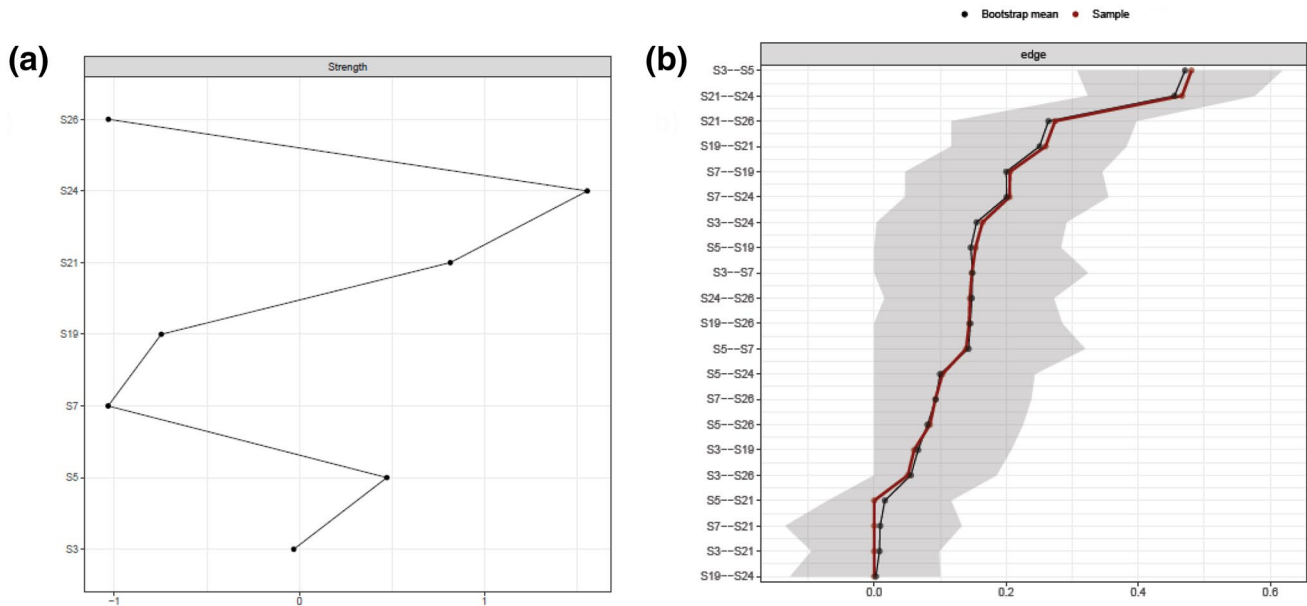 Bootstrap mean Sample
(a)
Strength
S26
S24
S21
S19
S7
S5
S3
−1 0 1
(b)
edge
S3--S5
S21--S24
S21--S26
S19--S21
S7--S19
S7--S24
S3--S24
S5--S19
S3--S7
S24--S26
S19--S26
S5--S7
S5--S24
S7--S26
S5--S26
S3--S19
S3--S26
S5--S21
S7--S21
S3--S21
S19--S24
0.0 0.2 0.4 0.6